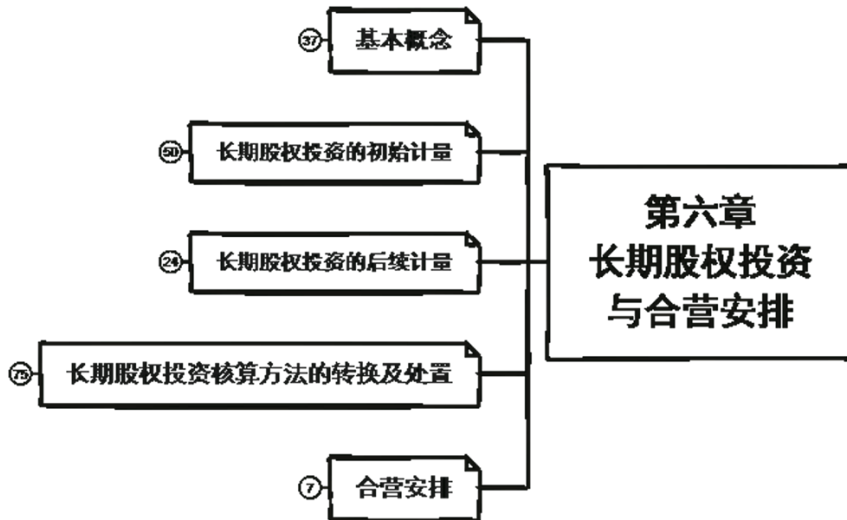 37
基本概念
50
长期股权投资的初始计量
24
长期股权投资的后续计量
75
长期股权投资核算方法的转换及处置
7
合营安排
第六章
长期股权投资
与合营安排